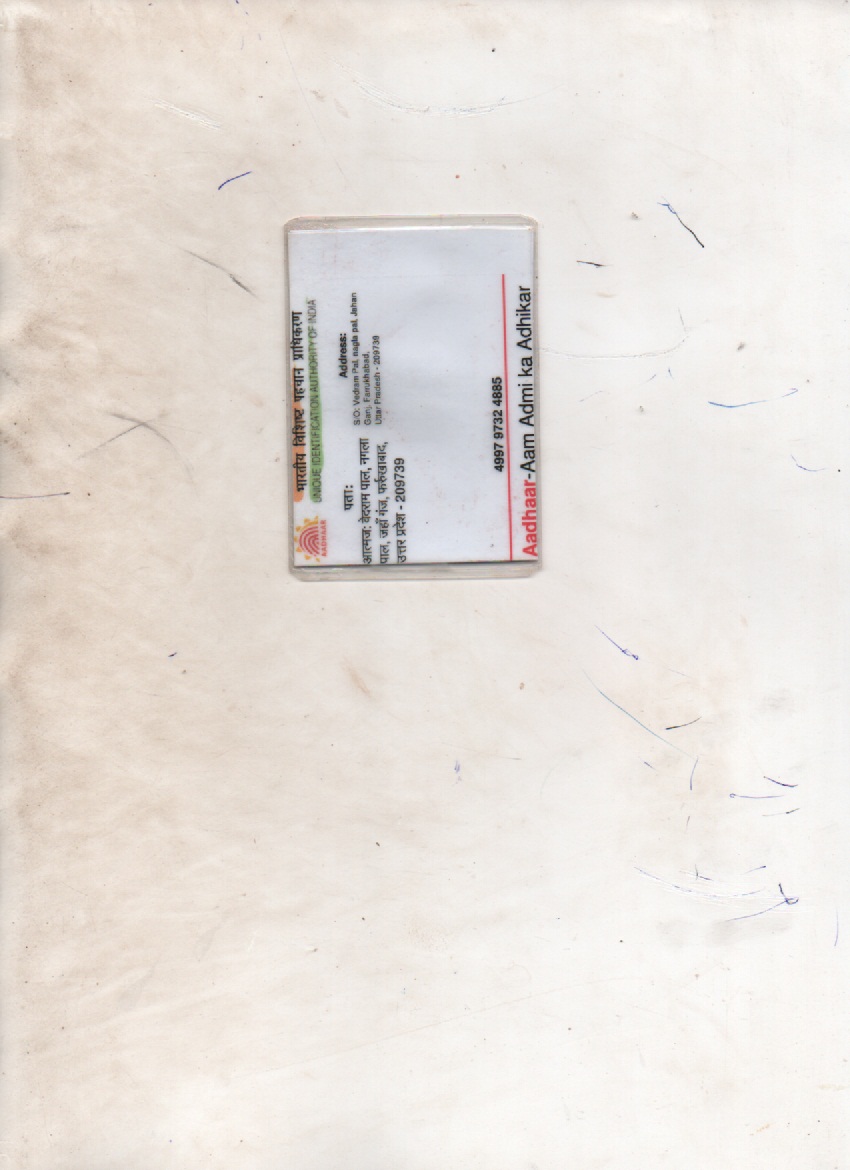 भारतीय विशिष्ट पहचान प्राधिकरण
UNIQUE IDENTIFICATION AUTHORITY OF INDIA
AADHAAR
पता:
आत्मज: वेदराम पाल, नगला
पाल, जहाँ गंज, फर्रुखाबाद,
उत्तर प्रदेश - 209739
Address:
S/O: Vedram Pal, nagla pal, Jahan
Ganj, Farrukhabad,
Uttar Pradesh - 209739
4997 9732 4885
Aadhaar-Aam Admi ka Adhikar